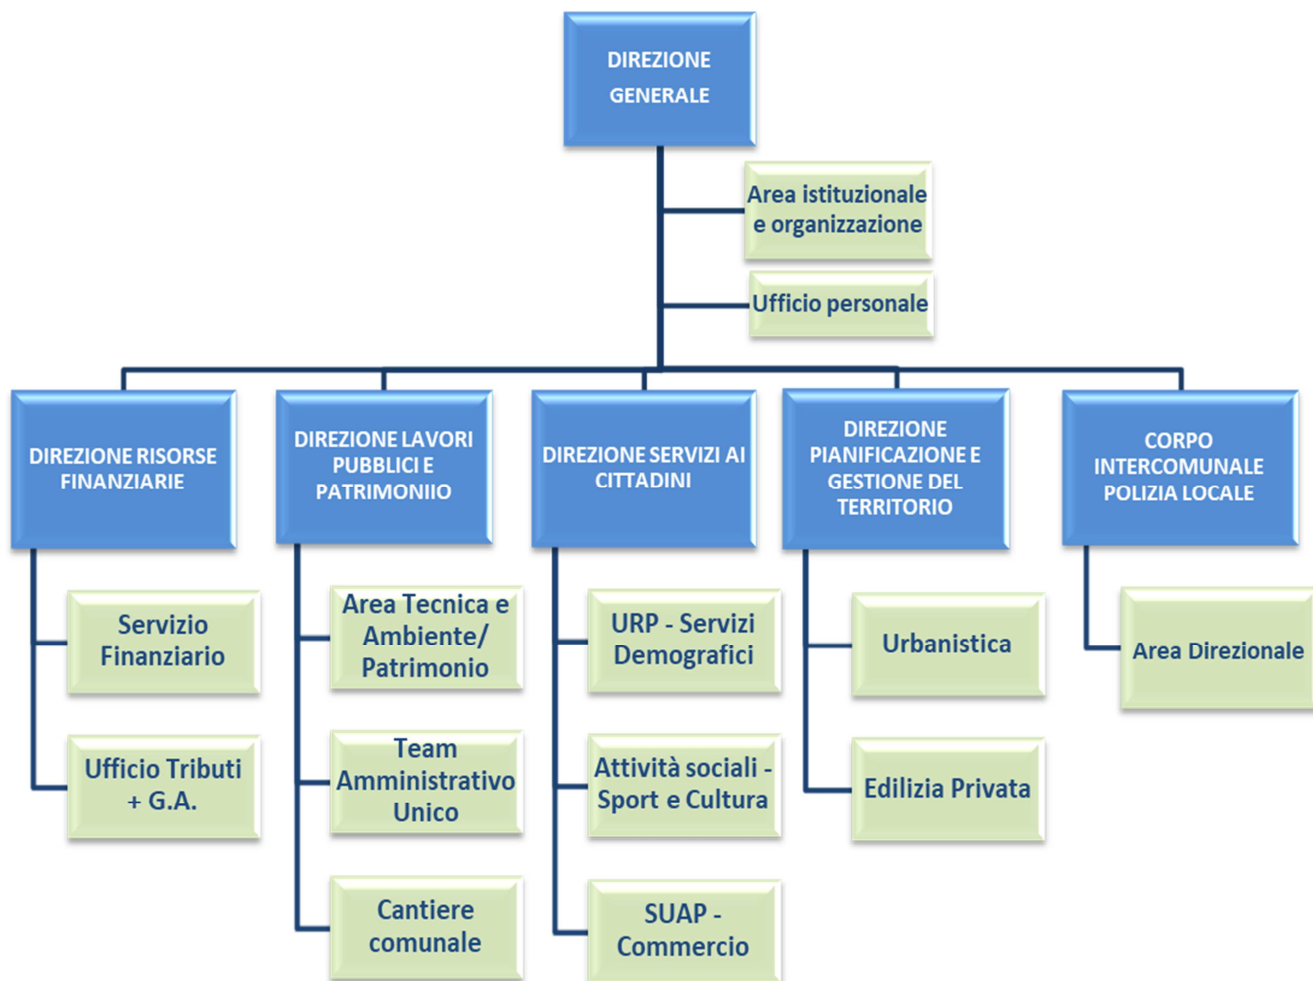 DIREZIONE
GENERALE
Area istituzionale
e organizzazione
Ufficio personale
DIREZIONE RISORSE
FINANZIARIE
DIREZIONE LAVORI
PUBBLICI E
PATRIMONIIO
DIREZIONE SERVIZI AI
CITTADINI
DIREZIONE
PIANIFICAZIONE E
GESTIONE DEL
TERRITORIO
CORPO
INTERCOMUNALE
POLIZIA LOCALE
Servizio
Finanziario
Ufficio Tributi
+ G.A.
Area Tecnica e
Ambiente/
Patrimonio
Team
Amministrativo
Unico
Cantiere
comunale
URP - Servizi
Demografici
Attività sociali -
Sport e Cultura
SUAP -
Commercio
Urbanistica
Edilizia Privata
Area Direzionale